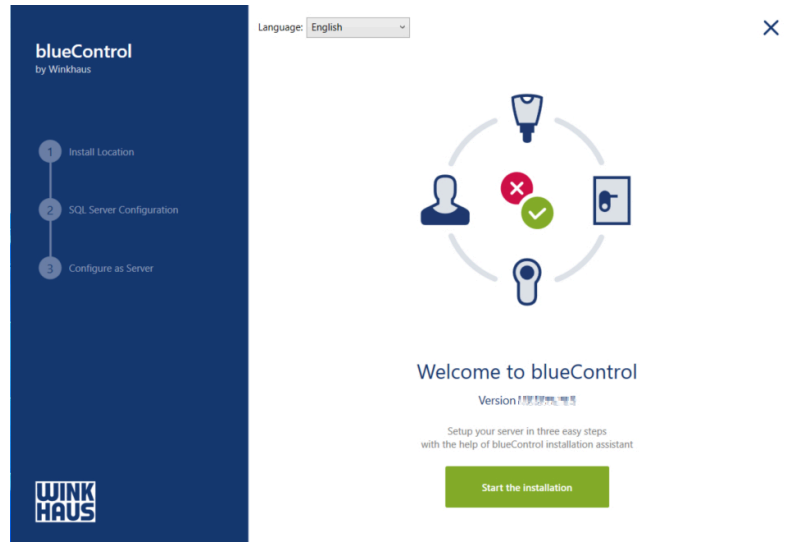 blueControl
by Winkhaus
1 Install Location
2 SQL Server Configuration
3 Configure as Server
WINK
HAUS
Language: English
Welcome to blueControl
Version
Setup your server in three easy steps
with the help of blueControl installation assistant
Start the installation